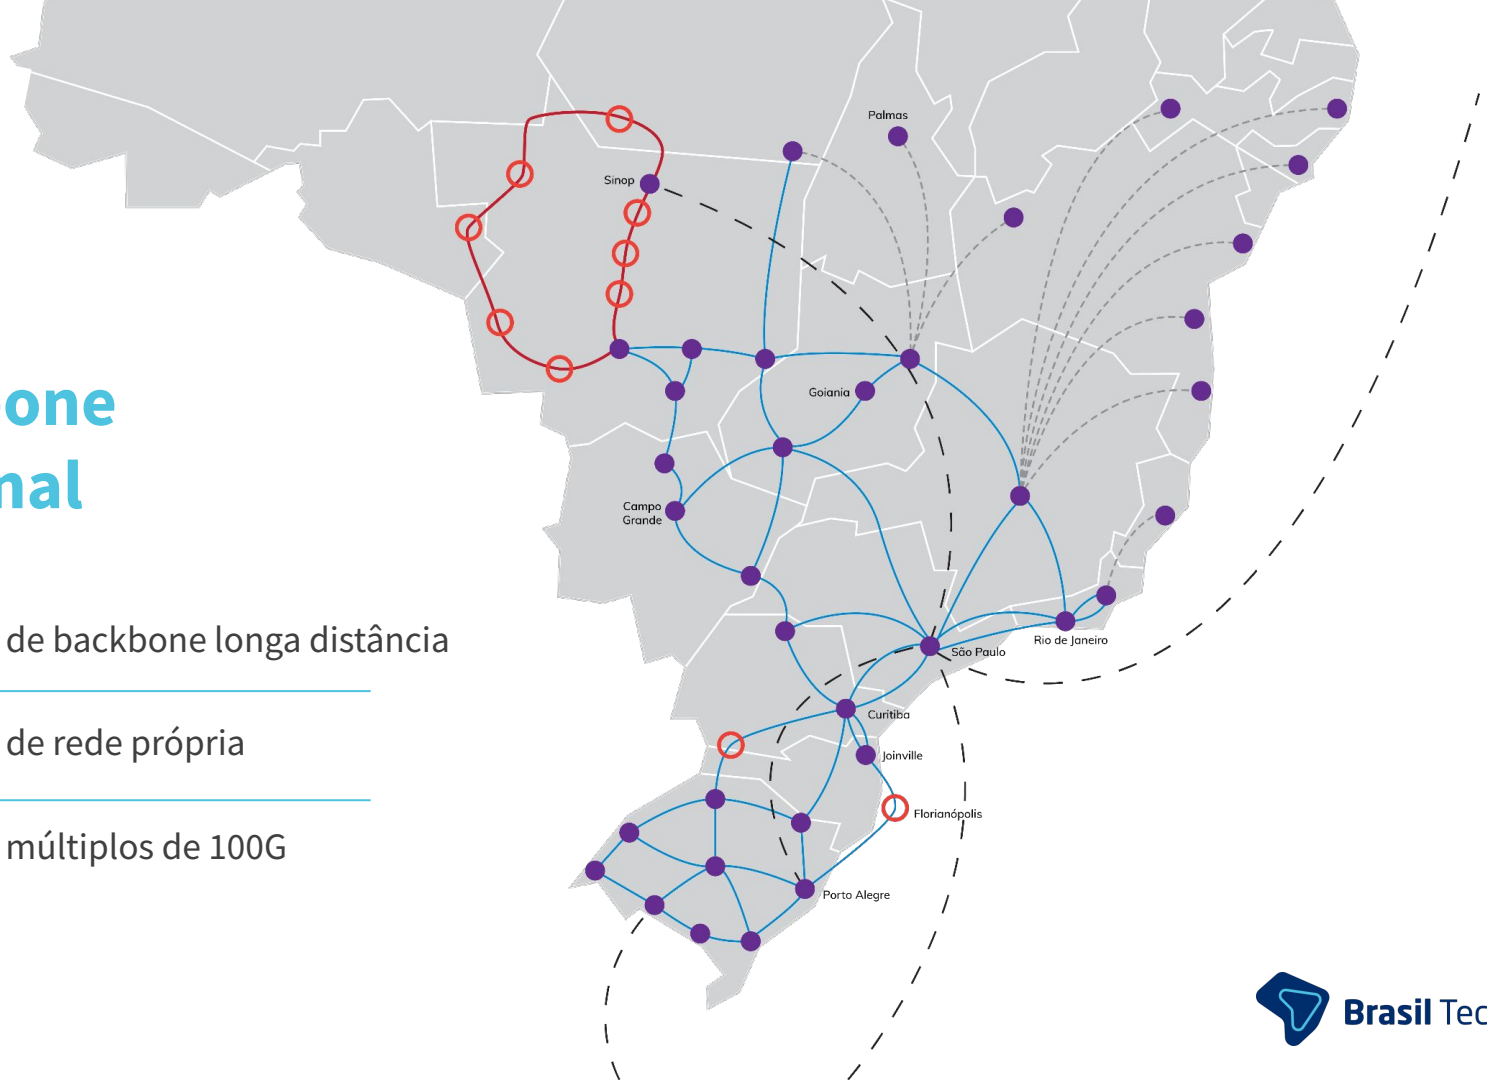 one
nal
de backbone longa distância
de rede própria
múltiplos de 100G
Palmas
Sinop
Goiania
Campo
Grande
Rio de Janeiro
São Paulo
Curitiba
Joinville
Florianópolis
Porto Alegre
Brasil Tec